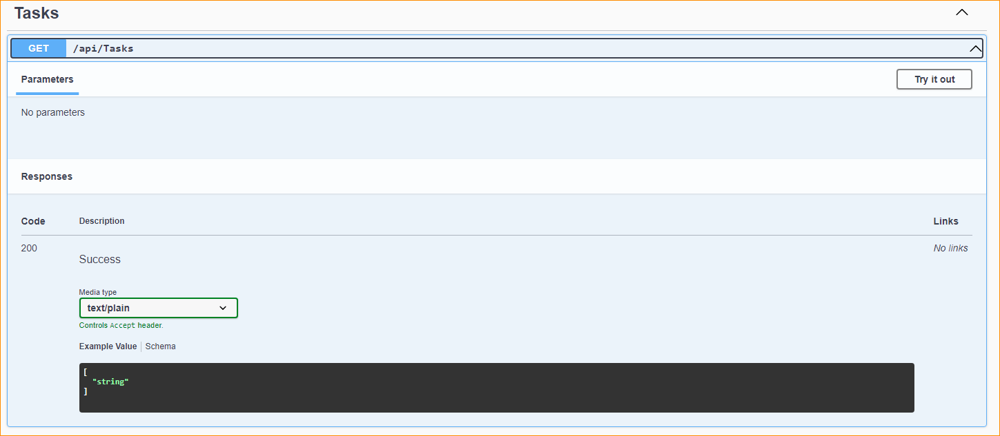 Tasks
GET /api/Tasks
Parameters
Try it out
No parameters
Responses
Code Description Links
200 Success No links
Media type
text/plain
Controls Accept header.
Example Value Schema
[
"string"
]